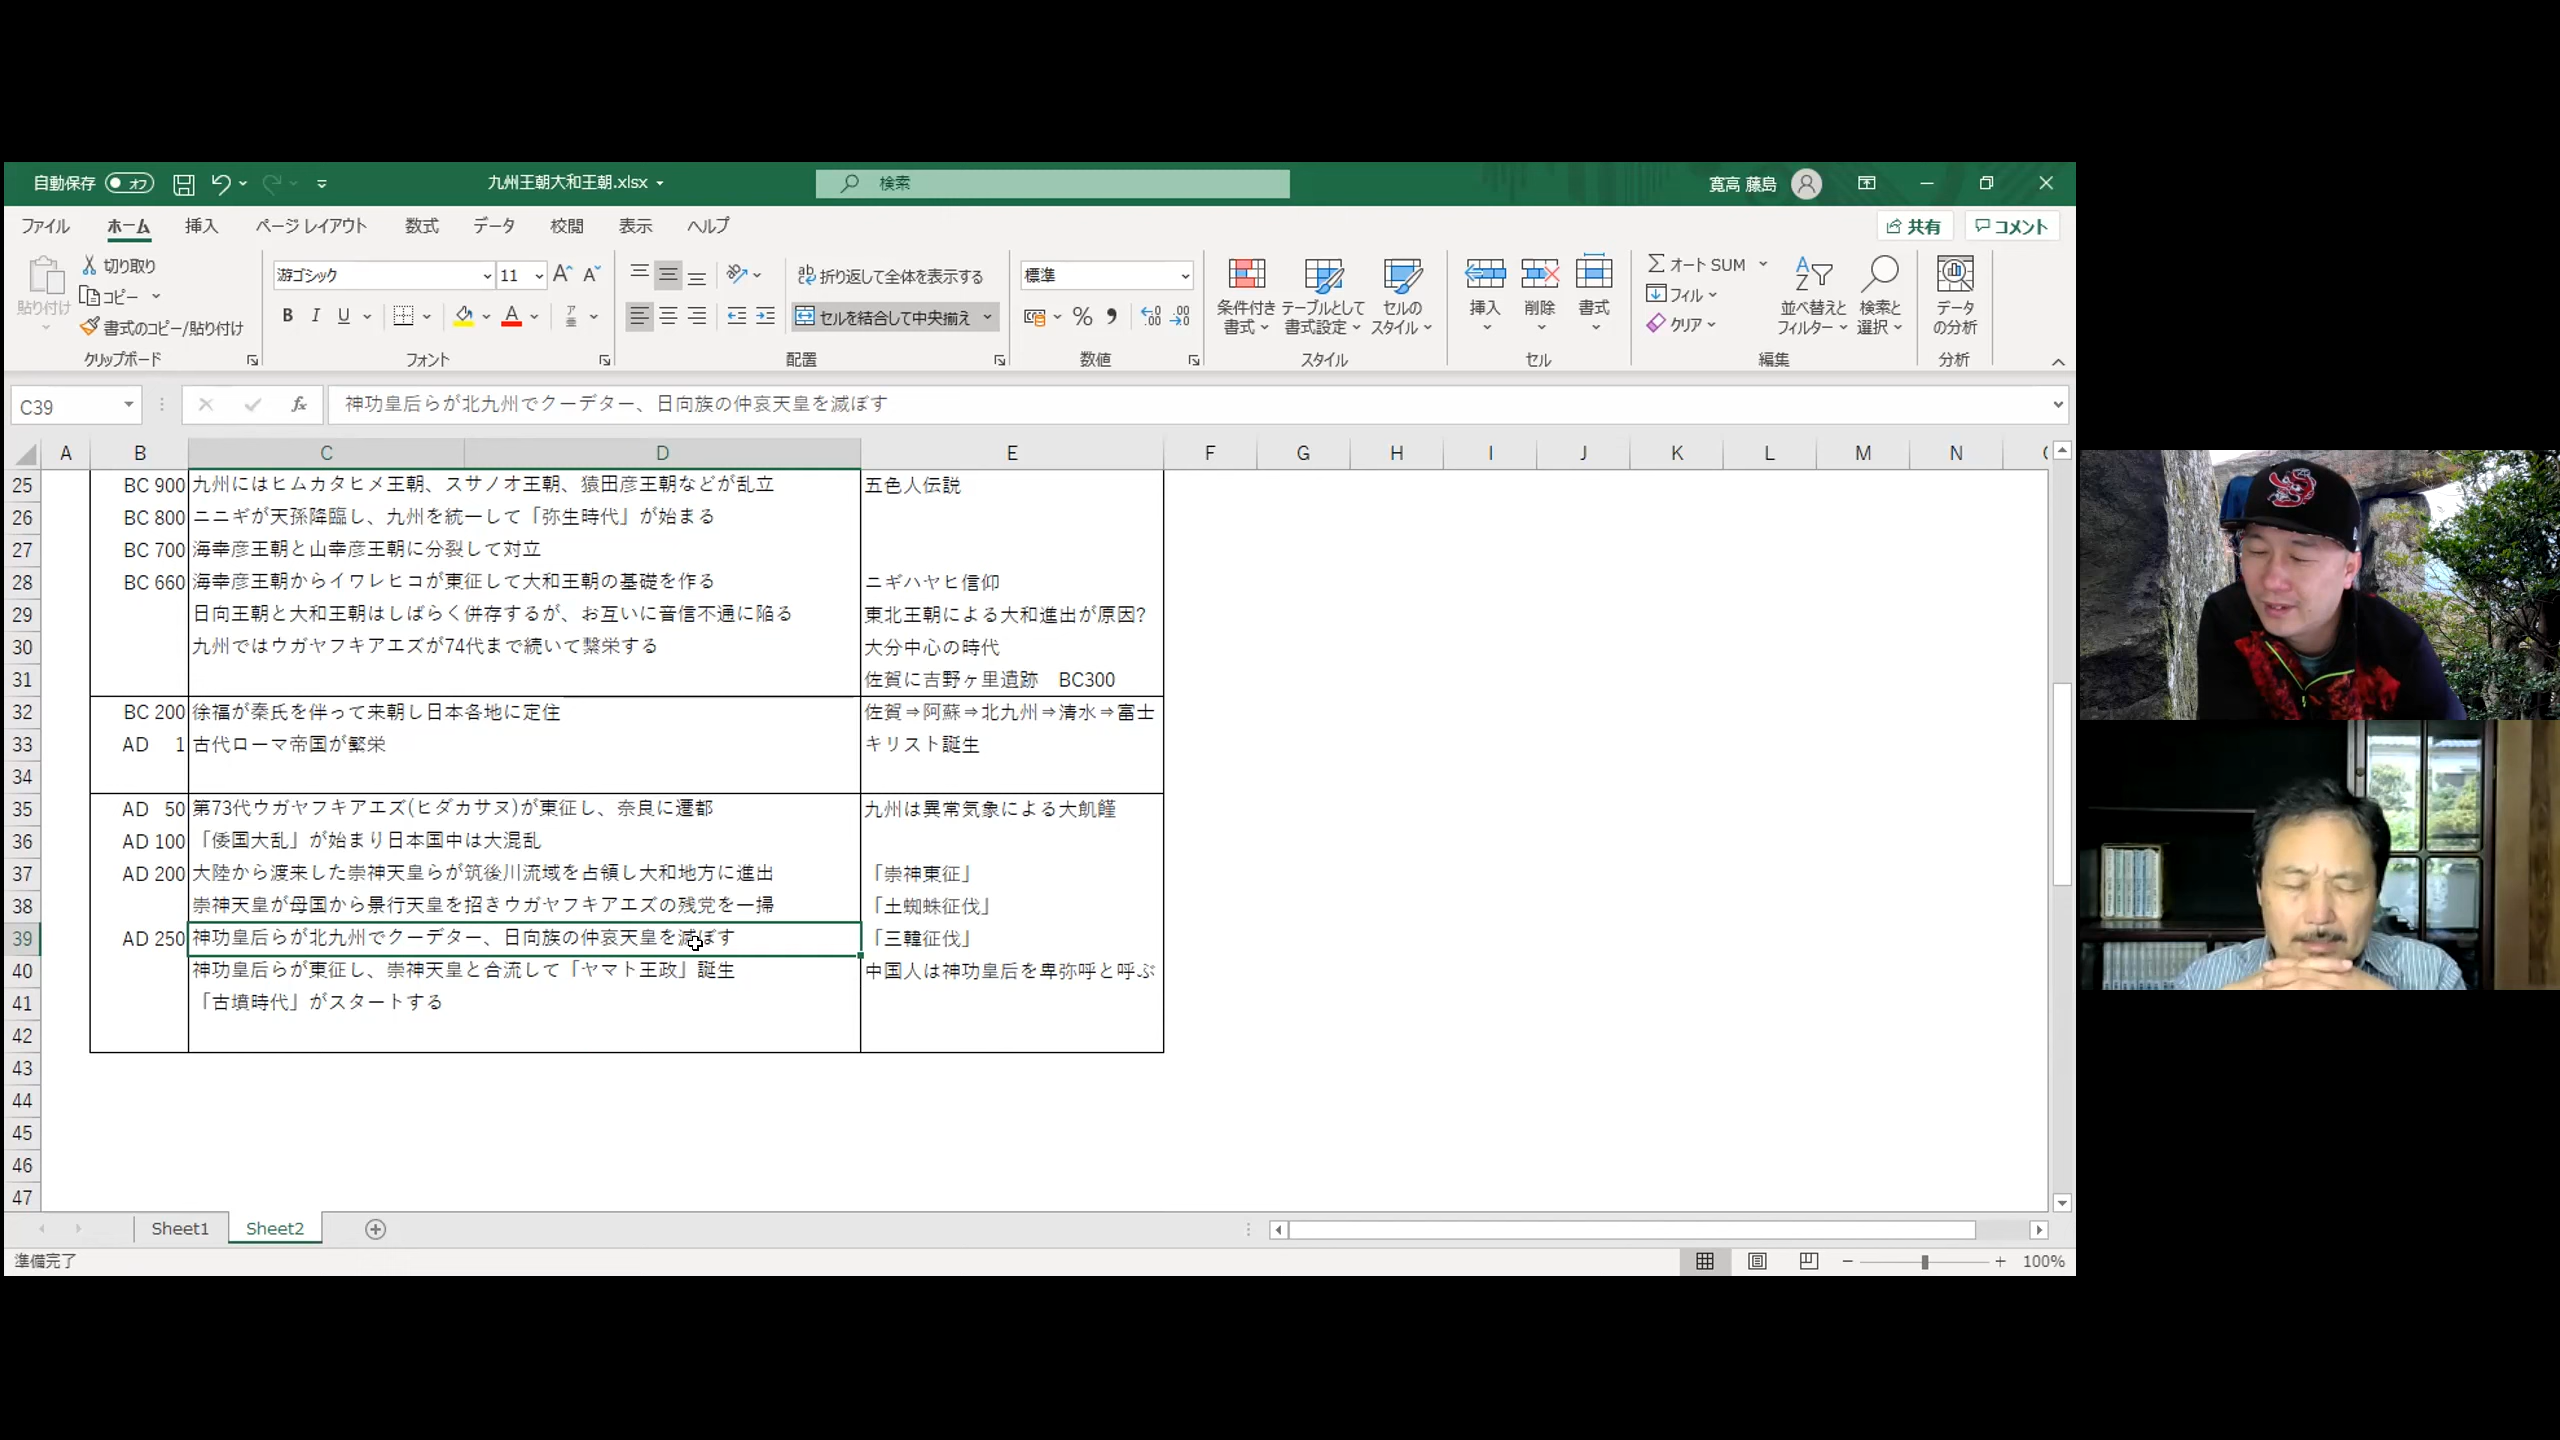 自動保存 オフ 九州王朝大和王朝.xlsx 検索 寛高 藤島
ファイル ホーム 挿入 ページ レイアウト 数式 データ 校閲 表示 ヘルプ 共有 コメント
貼り付け 切り取り コピー 書式のコピー/貼り付け クリップボード
游ゴシック 11 B I U フォント
折り返して全体を表示する セルを結合して中央揃え 配置
標準 % 数値
条件付き書式 テーブルとして書式設定 セルのスタイル スタイル
挿入 削除 書式 セル
オート SUM フィル クリア 並べ替えとフィルター 検索と選択 編集
データの分析 分析
C39 fx 神功皇后らが北九州でクーデター、日向族の仲哀天皇を滅ぼす
A B C D E F G H I J K L M N
25 BC 900 九州にはヒムカタヒメ王朝、スサノオ王朝、猿田彦王朝などが乱立 五色人伝説
26 BC 800 ニニギが天孫降臨し、九州を統一して「弥生時代」が始まる
27 BC 700 海幸彦王朝と山幸彦王朝に分裂して対立
28 BC 660 海幸彦王朝からイワレヒコが東征して大和王朝の基礎を作る ニギハヤヒ信仰
29 日向王朝と大和王朝はしばらく併存するが、お互いに音信不通に陥る 東北王朝による大和進出が原因?
30 九州ではウガヤフキアエズが74代まで続いて繫栄する 大分中心の時代
31 佐賀に吉野ヶ里遺跡　BC300
32 BC 200 徐福が秦氏を伴って来朝し日本各地に定住 佐賀⇒阿蘇⇒北九州⇒清水⇒富士
33 AD 1 古代ローマ帝国が繁栄 キリスト誕生
34
35 AD 50 第73代ウガヤフキアエズ(ヒダカサヌ)が東征し、奈良に遷都 九州は異常気象による大飢饉
36 AD 100 「倭国大乱」が始まり日本国中は大混乱
37 AD 200 大陸から渡来した崇神天皇らが筑後川流域を占領し大和地方に進出 「崇神東征」
38 崇神天皇が母国から景行天皇を招きウガヤフキアエズの残党を一掃 「土蜘蛛征伐」
39 AD 250 神功皇后らが北九州でクーデター、日向族の仲哀天皇を滅ぼす 「三韓征伐」
40 神功皇后らが東征し、崇神天皇と合流して「ヤマト王政」誕生 中国人は神功皇后を卑弥呼と呼ぶ
41 「古墳時代」がスタートする
42
43
44
45
46
47
Sheet1 Sheet2
準備完了 100%